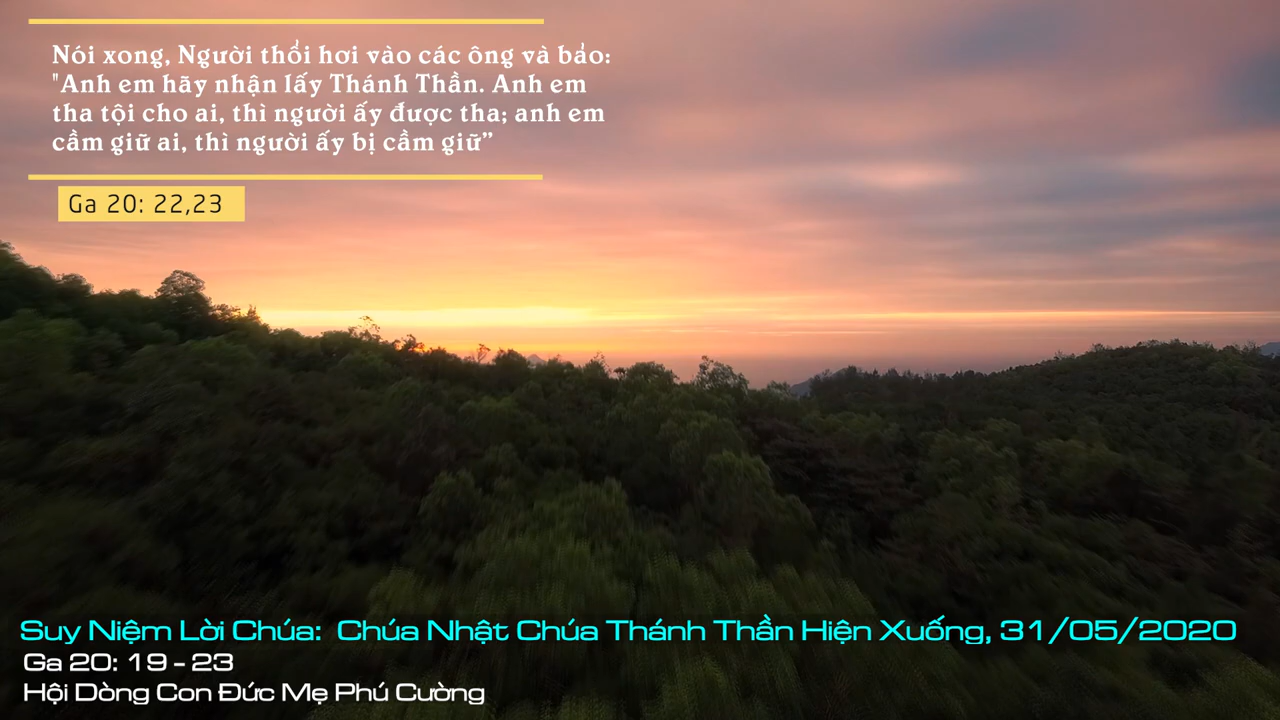 Nói xong, Người thổi hơi vào các ông và bảo:
"Anh em hãy nhận lấy Thánh Thần. Anh em
tha tội cho ai, thì người ấy được tha; anh em
cầm giữ ai, thì người ấy bị cầm giữ”
Ga 20: 22,23
Suy Niệm Lời Chúa: Chúa Nhật Chúa Thánh Thần Hiện Xuống, 31/05/2020
Ga 20: 19 - 23
Hội Dòng Con Đức Mẹ Phú Cường